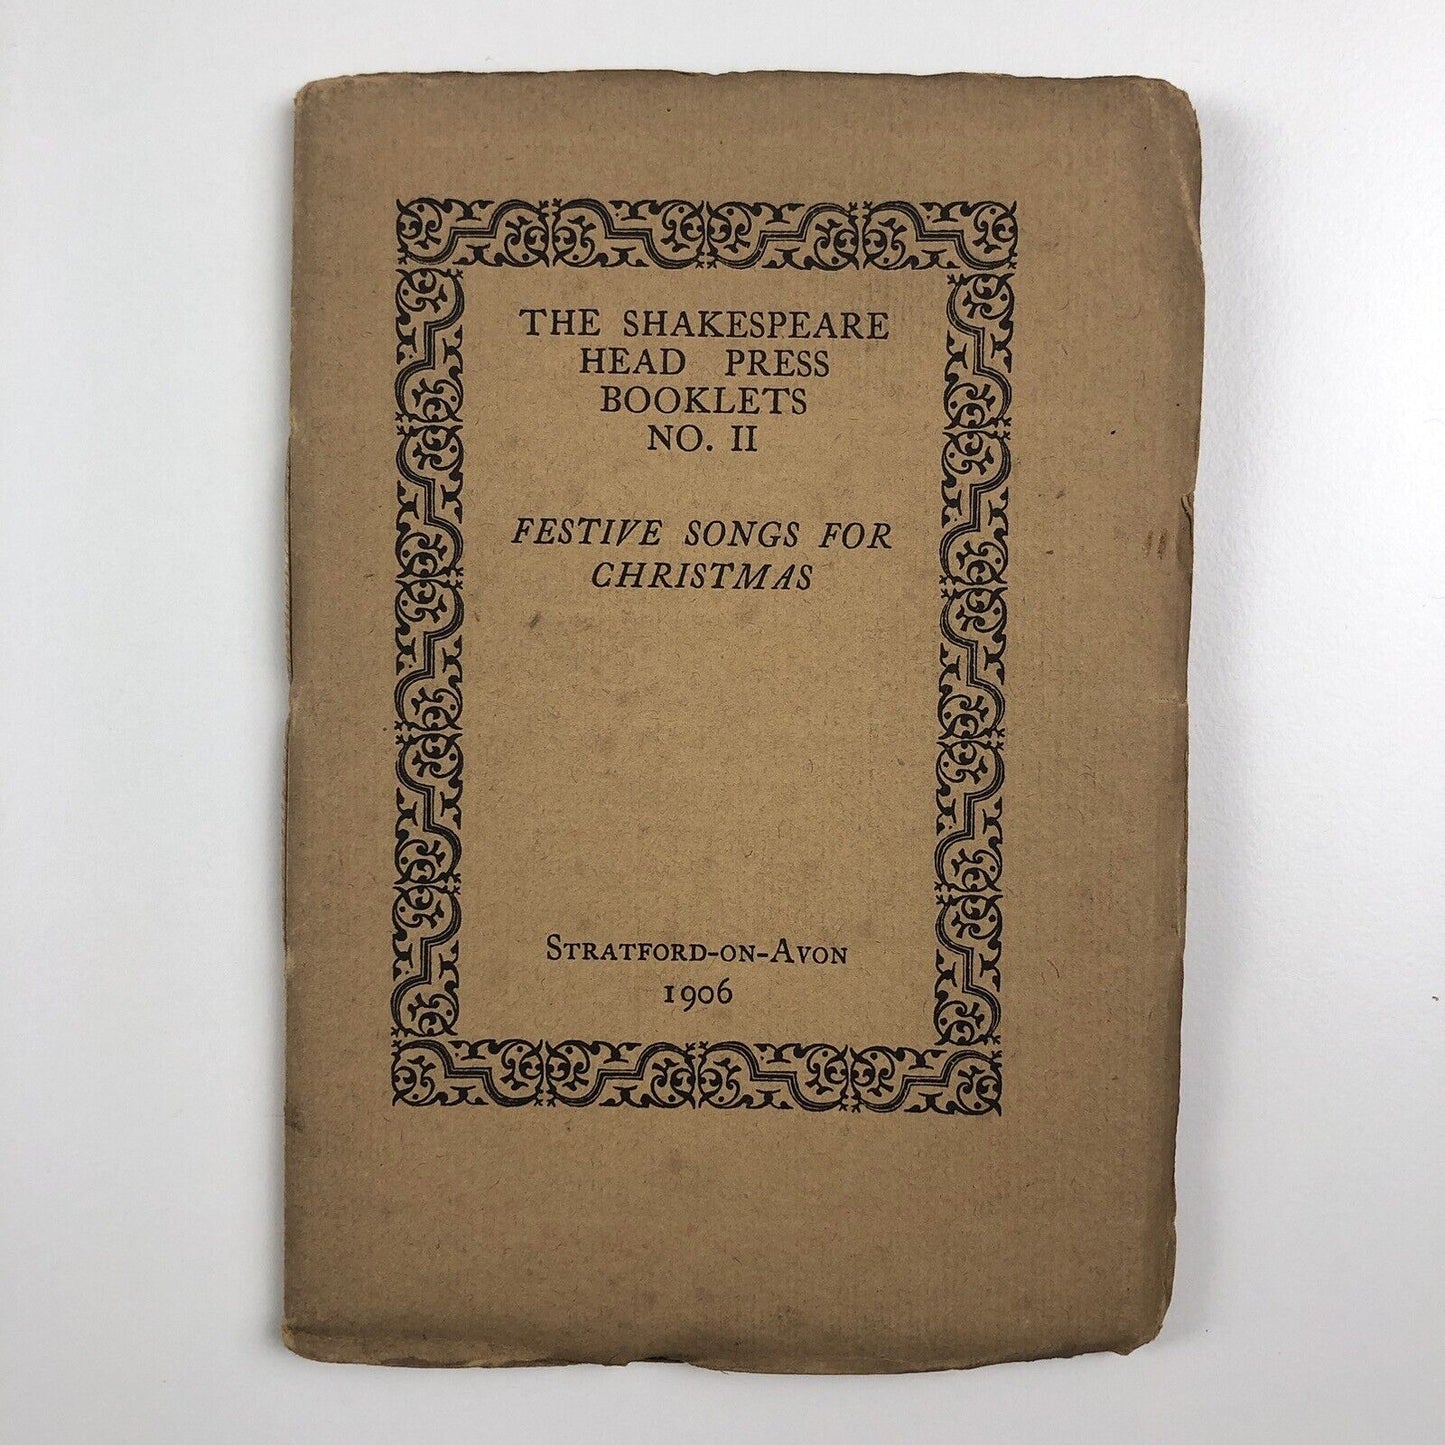 THE SHAKESPEARE
HEAD PRESS
BOOKLETS
NO. II
FESTIVE SONGS FOR
CHRISTMAS
STRATFORD-ON-AVON
1906